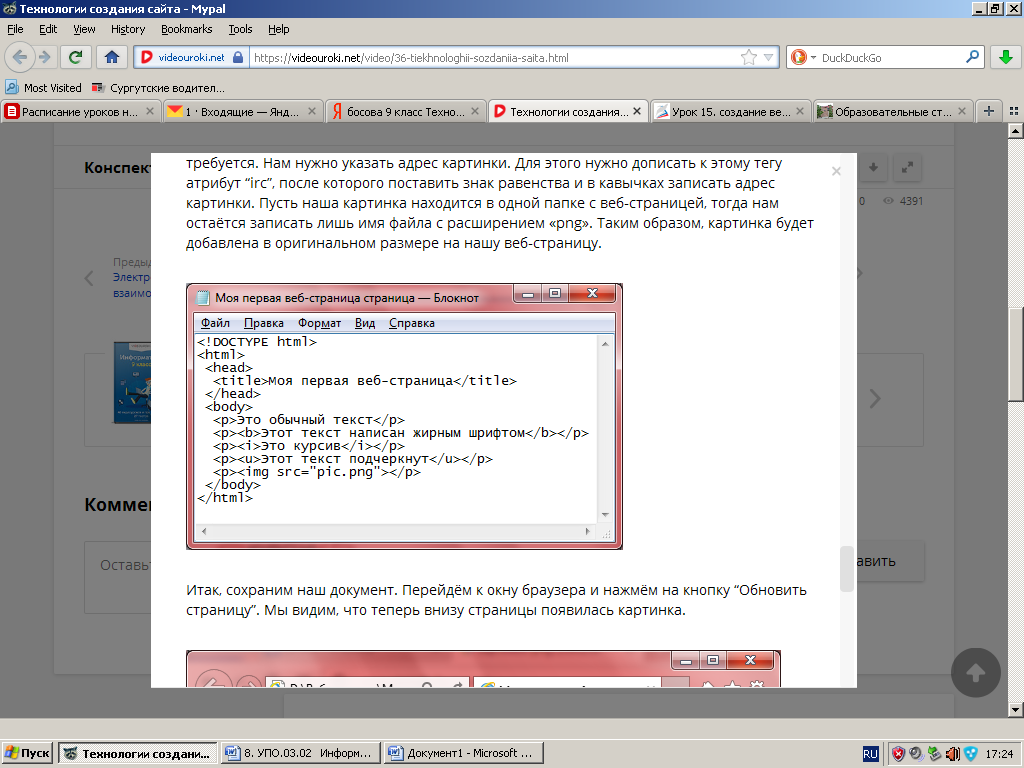 Технологии создания сайта - Mypal
File Edit View History Bookmarks Tools Help
videouroki.net https://videouroki.net/video/36-tiekhnologhii-sozdaniia-saita.html DuckDuckGo
Most Visited Сургутские водител...
Расписание уроков н... 1 · Входящие — Янд... босова 9 класс Техно... Технологии создания... Урок 15. создание ве... Образовательные ст...
Конспект
требуется. Нам нужно указать адрес картинки. Для этого нужно дописать к этому тегу
атрибут “irc”, после которого поставить знак равенства и в кавычках записать адрес
картинки. Пусть наша картинка находится в одной папке с веб-страницей, тогда нам
остаётся записать лишь имя файла с расширением «png». Таким образом, картинка будет
добавлена в оригинальном размере на нашу веб-страницу.
0 4391
Преды
Электр
взаимо
Моя первая веб-страница страница — Блокнот
Файл Правка Формат Вид Справка
<!DOCTYPE html>
<html>
<head>
<title>Моя первая веб-страница</title>
</head>
<body>
<p>Это обычный текст</p>
<p><b>Этот текст написан жирным шрифтом</b></p>
<p><i>Это курсив</i></p>
<p><u>Этот текст подчеркнут</u></p>
<p><img src="pic.png"></p>
</body>
</html>
Информат
Коммен
Оставь
авить
Итак, сохраним наш документ. Перейдём к окну браузера и нажмём на кнопку “Обновить
страницу”. Мы видим, что теперь внизу страницы появилась картинка.
Пуск Технологии создани... 8. УПО.03.02 Информ... Документ1 - Microsoft ... RU 17:24